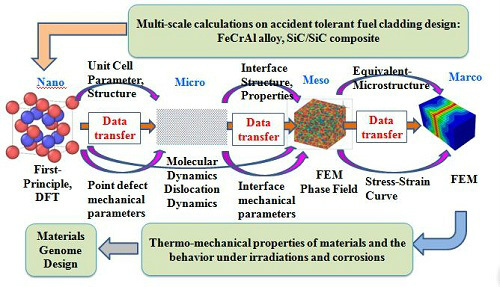 Multi-scale calculations on accident tolerant fuel cladding design:
FeCrAl alloy, SiC/SiC composite
Nano
Unit Cell
Parameter,
Structure
Micro
Interface
Structure,
Properties
Meso
Equivalent-
Microstructure
Marco
Data
transfer
Data
transfer
Data
transfer
First-
Principle,
DFT
Point defect
mechanical
parameters
Molecular
Dynamics
Dislocation
Dynamics
Interface
mechanical
parameters
FEM
Phase Field
Stress-Strain
Curve
FEM
Materials
Genome
Design
Thermo-mechanical properties of materials and the
behavior under irradiations and corrosions